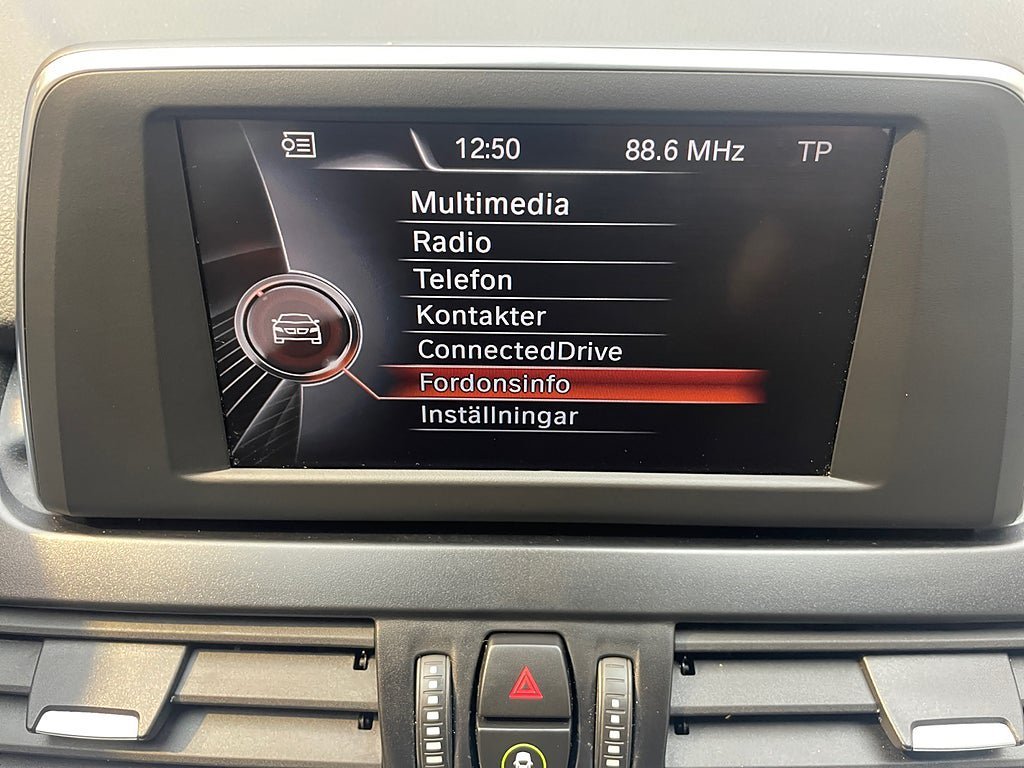 12:50 88.6 MHz TP
Multimedia
Radio
Telefon
Kontakter
ConnectedDrive
Fordonsinfo
Inställningar